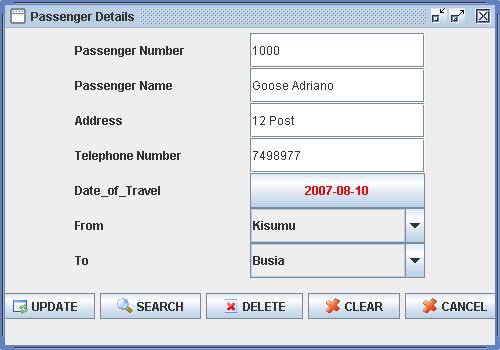 Passenger Details
Passenger Number 1000
Passenger Name Goose Adriano
Address 12 Post
Telephone Number 7498977
Date_of_Travel 2007-08-10
From Kisumu
To Busia
UPDATE SEARCH DELETE CLEAR CANCEL